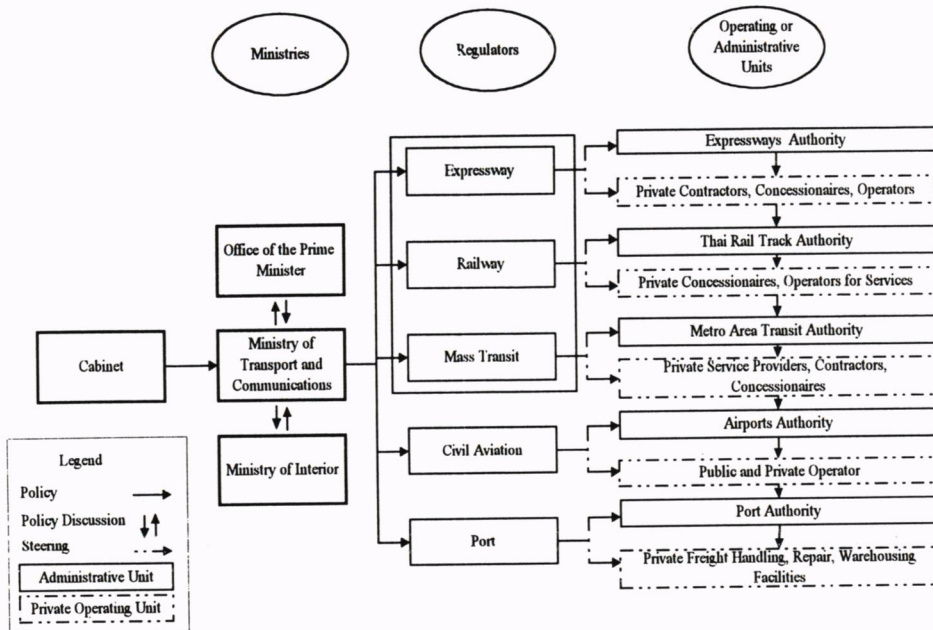 Ministries
Regulators
Operating or
Administrative
Units
Expressway
Expressways Authority
Private Contractors, Concessionaires, Operators
Office of the Prime
Minister
Railway
Thai Rail Track Authority
Private Concessionaires, Operators for Services
Cabinet
Ministry of
Transport and
Communications
Mass Transit
Metro Area Transit Authority
Private Service Providers, Contractors,
Concessionaires
Ministry of Interior
Civil Aviation
Airports Authority
Public and Private Operator
Port
Port Authority
Private Freight Handling, Repair, Warehousing
Facilities
Legend
Policy
Policy Discussion
Steering
Administrative Unit
Private Operating Unit